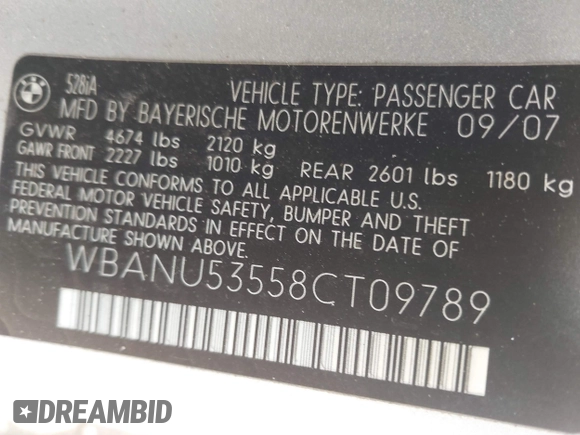 BMW
528iA
VEHICLE TYPE: PASSENGER CAR
MFD BY BAYERISCHE MOTORENWERKE 09/07
GVWR 4674 lbs 2120 kg
GAWR FRONT 2227 lbs 1010 kg REAR 2601 lbs 1180 kg
THIS VEHICLE CONFORMS TO ALL APPLICABLE U.S.
FEDERAL MOTOR VEHICLE SAFETY, BUMPER AND THEFT
PREVENTION STANDARDS IN EFFECT ON THE DATE OF
MANUFACTURE SHOWN ABOVE.
WBANU53558CT09789
DREAMBID